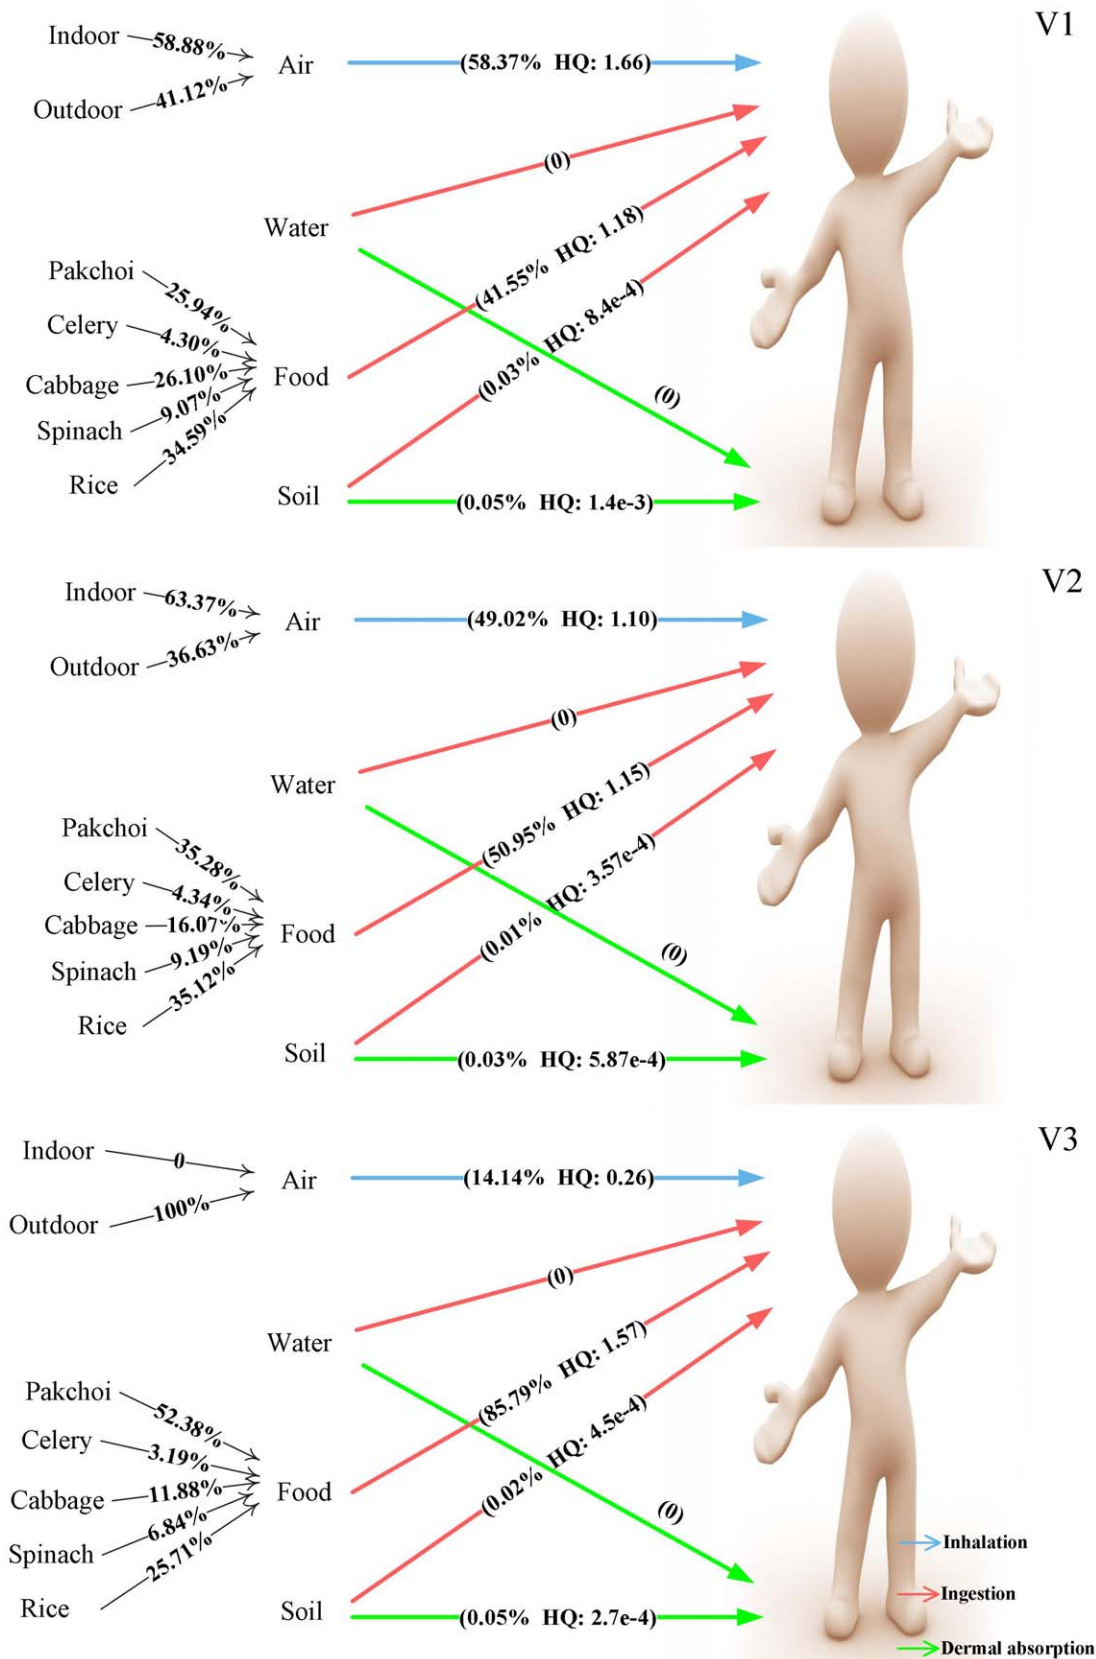 V1
Indoor 58.88%
Air (58.37% HQ: 1.66)
Outdoor 41.12%
(0)
Water
Pakchoi 25.94%
(41.55% HQ: 1.18)
Celery 4.30%
(0.03% HQ: 8.4e-4)
Food
Cabbage 26.10%
(0)
Spinach 9.07%
Rice 34.59%
Soil (0.05% HQ: 1.4e-3)
V2
Indoor 63.37%
Air (49.02% HQ: 1.10)
Outdoor 36.63%
(0)
Water
Pakchoi 35.28%
(50.95% HQ: 1.15)
Celery 4.34%
(0.01% HQ: 3.57e-4)
Cabbage 16.07%
Food
(0)
Spinach 9.19%
Rice 35.12%
Soil (0.03% HQ: 5.87e-4)
V3
Indoor 0
Air (14.14% HQ: 0.26)
Outdoor 100%
(0)
Water
Pakchoi 52.38%
(85.79% HQ: 1.57)
Celery 3.19%
(0.02% HQ: 4.5e-4)
Food
Cabbage 11.88%
(0)
Spinach 6.84%
Rice 25.71%
Soil (0.05% HQ: 2.7e-4)
Inhalation
Ingestion
Dermal absorption